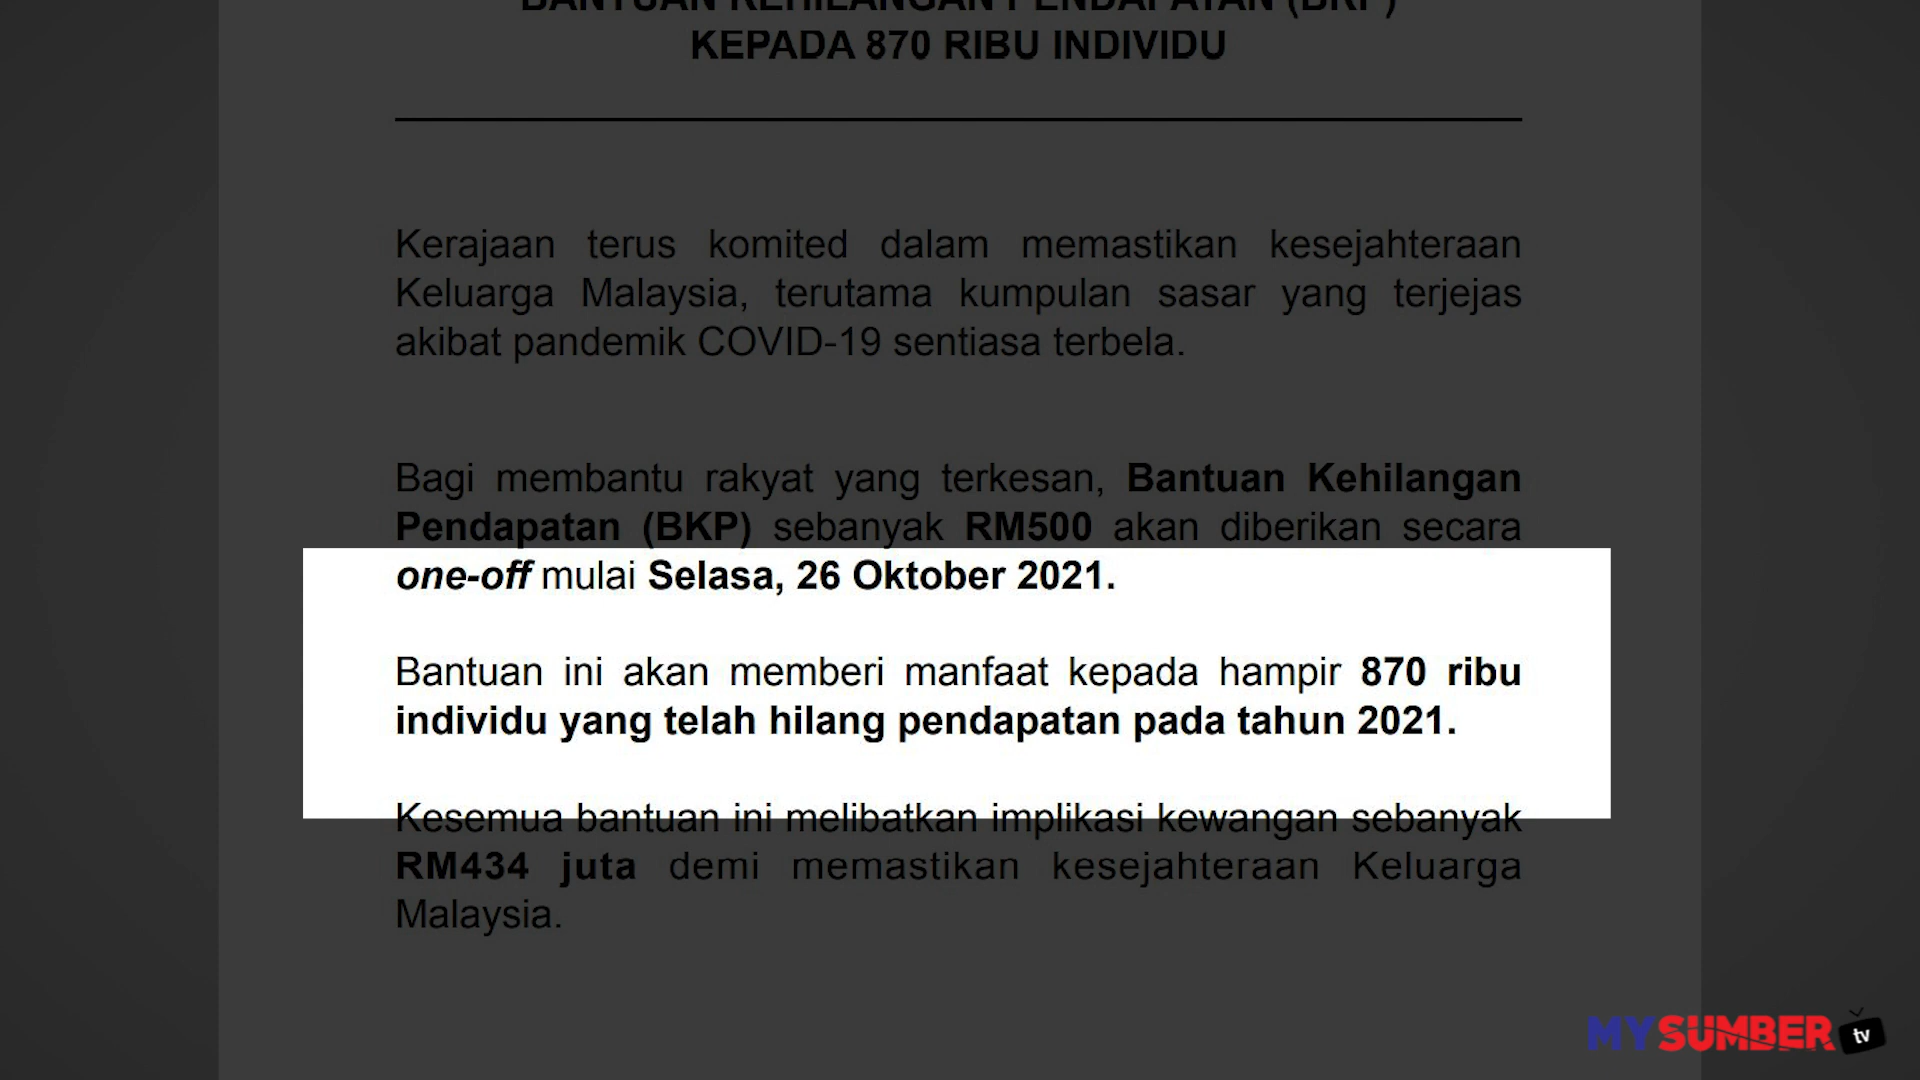 BANTUAN KEHILANGAN PENDAPATAN (BKP)
KEPADA 870 RIBU INDIVIDU
Kerajaan terus komited dalam memastikan kesejahteraan
Keluarga Malaysia, terutama kumpulan sasar yang terjejas
akibat pandemik COVID-19 sentiasa terbela.
Bagi membantu rakyat yang terkesan, Bantuan Kehilangan
Pendapatan (BKP) sebanyak RM500 akan diberikan secara
one-off mulai Selasa, 26 Oktober 2021.
Bantuan ini akan memberi manfaat kepada hampir 870 ribu
individu yang telah hilang pendapatan pada tahun 2021.
Kesemua bantuan ini melibatkan implikasi kewangan sebanyak
RM434 juta demi memastikan kesejahteraan Keluarga
Malaysia.
MYSUMBER tv